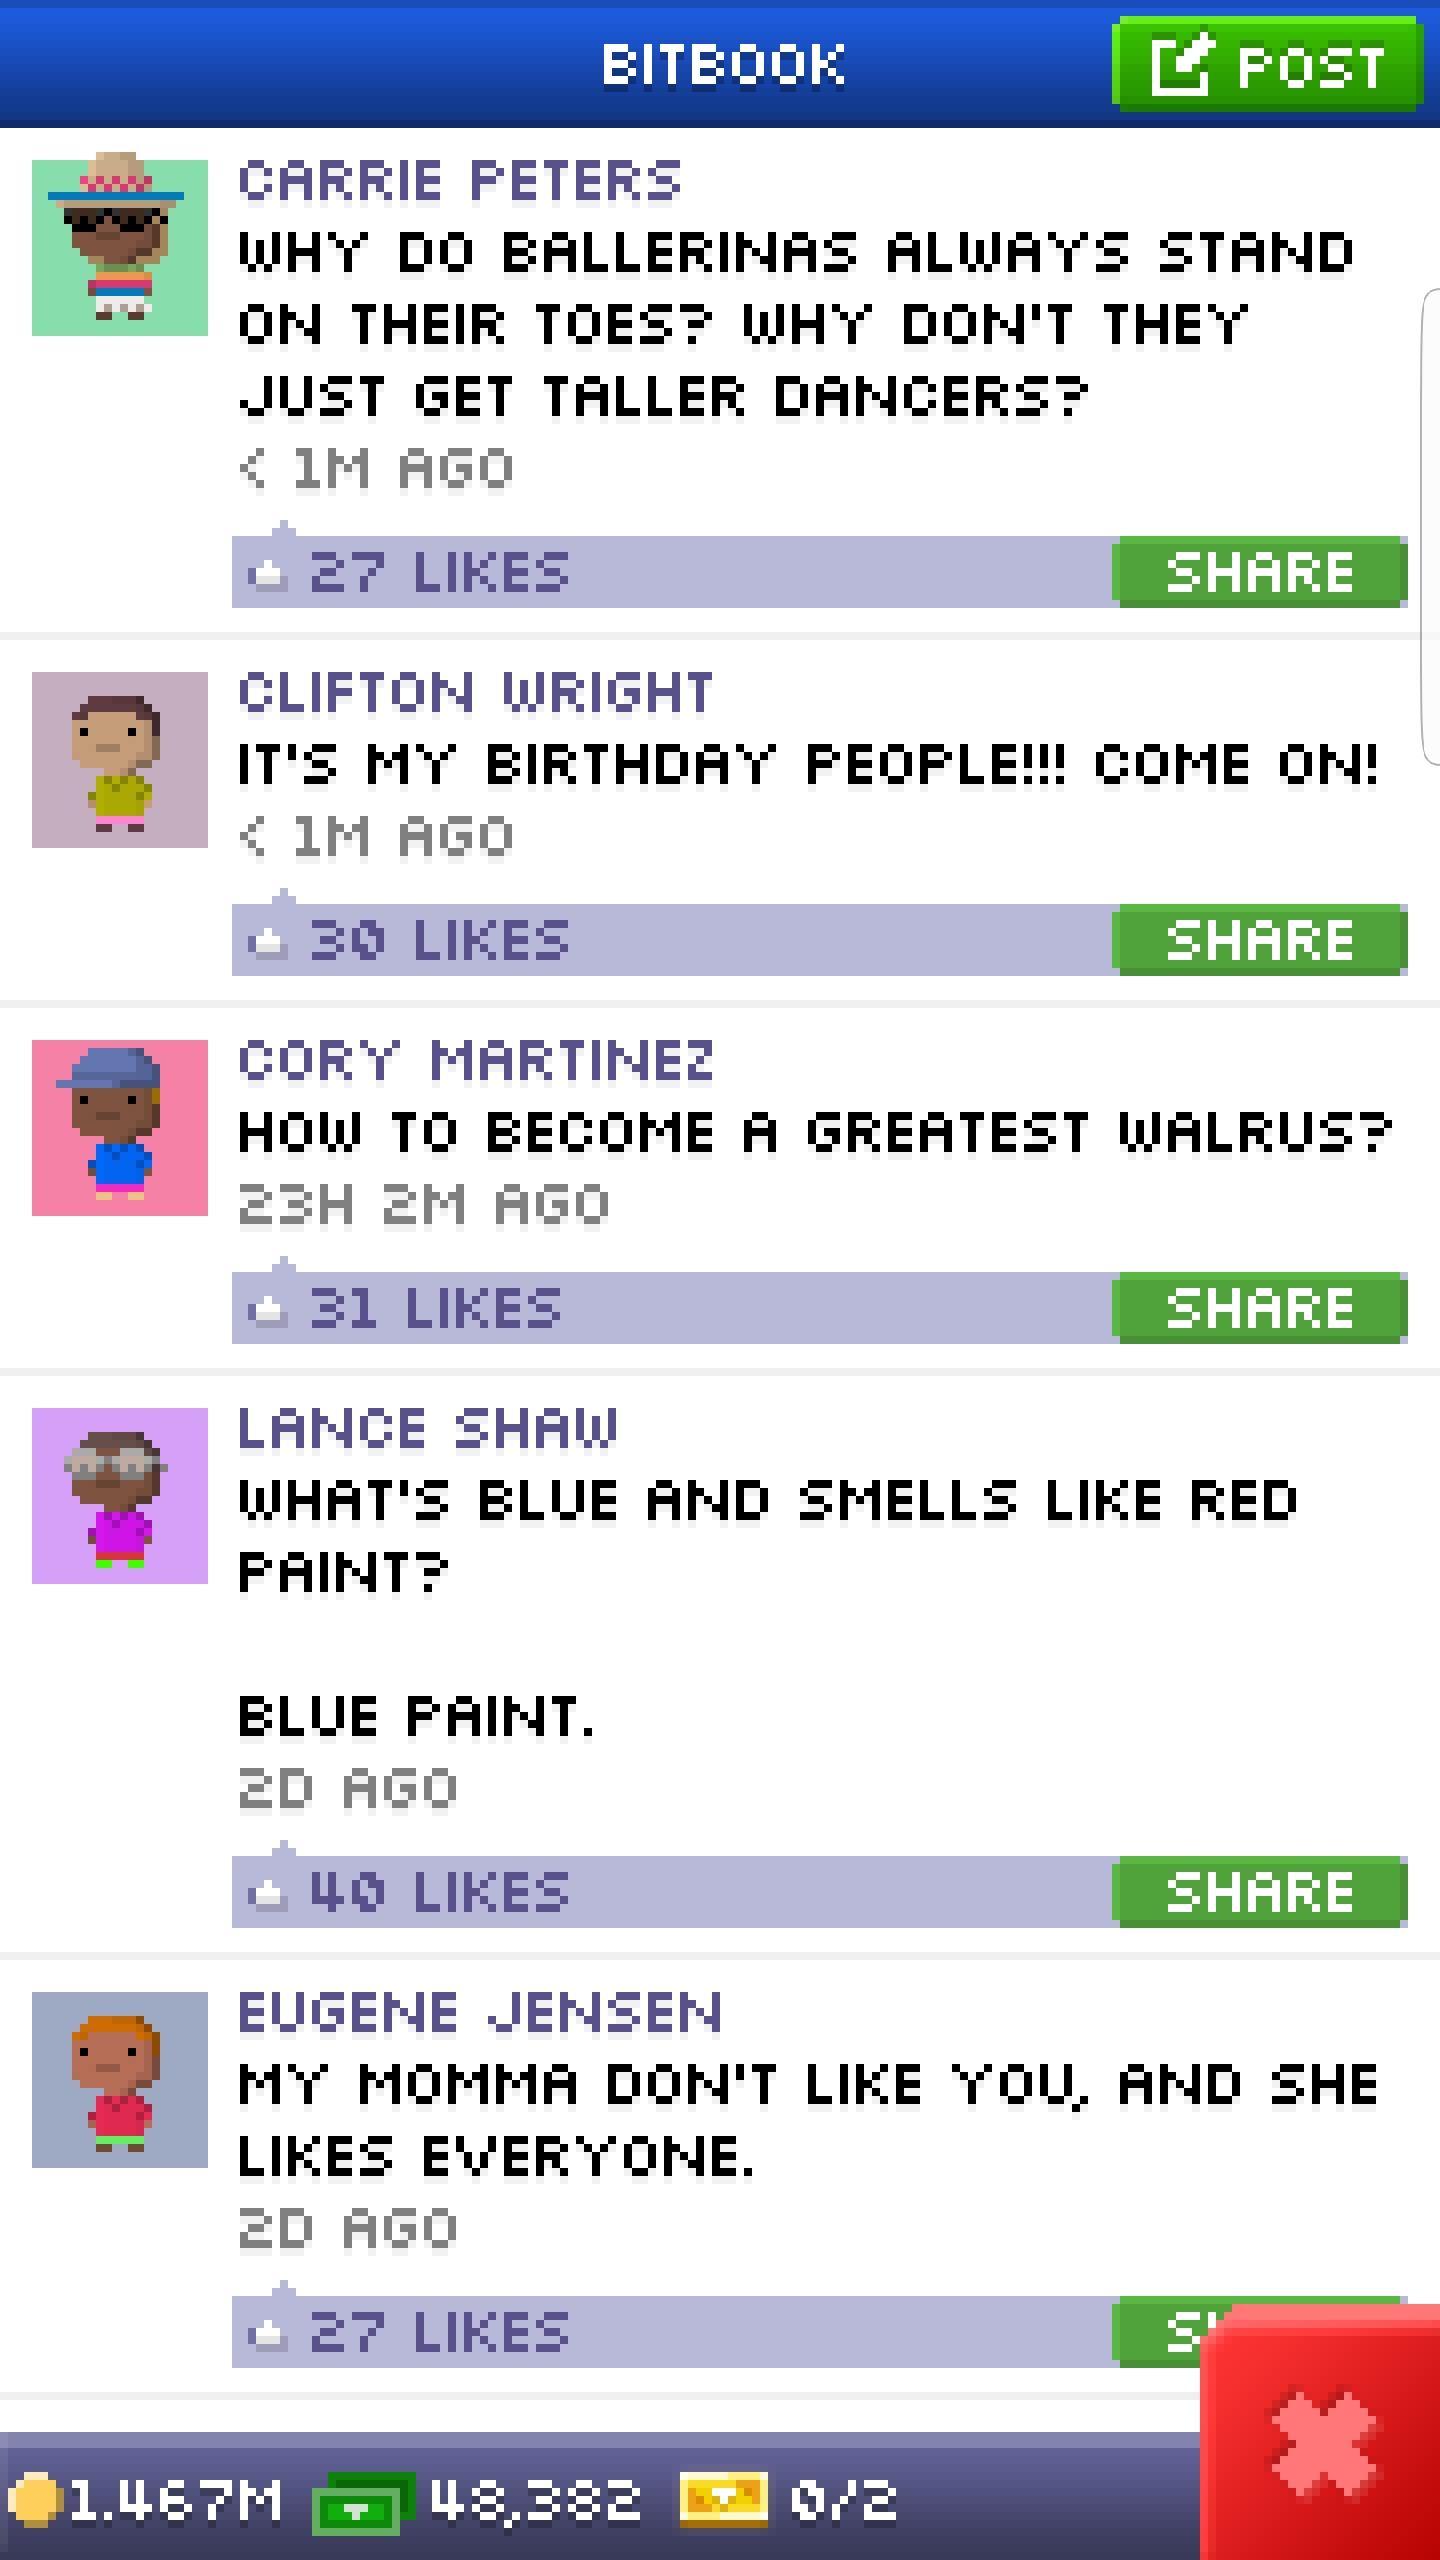 BITBOOK
POST
CARRIE PETERS
WHY DO BALLERINAS ALWAYS STAND
ON THEIR TOES? WHY DON'T THEY
JUST GET TALLER DANCERS?
< 1M AGO
27 LIKES
SHARE
CLIFTON WRIGHT
IT'S MY BIRTHDAY PEOPLE!!! COME ON!
< 1M AGO
30 LIKES
SHARE
CORY MARTINEZ
HOW TO BECOME A GREATEST WALRUS?
23H 2M AGO
31 LIKES
SHARE
LANCE SHAW
WHAT'S BLUE AND SMELLS LIKE RED
PAINT?
BLUE PAINT.
2D AGO
40 LIKES
SHARE
EUGENE JENSEN
MY MOMMA DON'T LIKE YOU, AND SHE
LIKES EVERYONE.
2D AGO
27 LIKES
1.467M
48,382
0/2